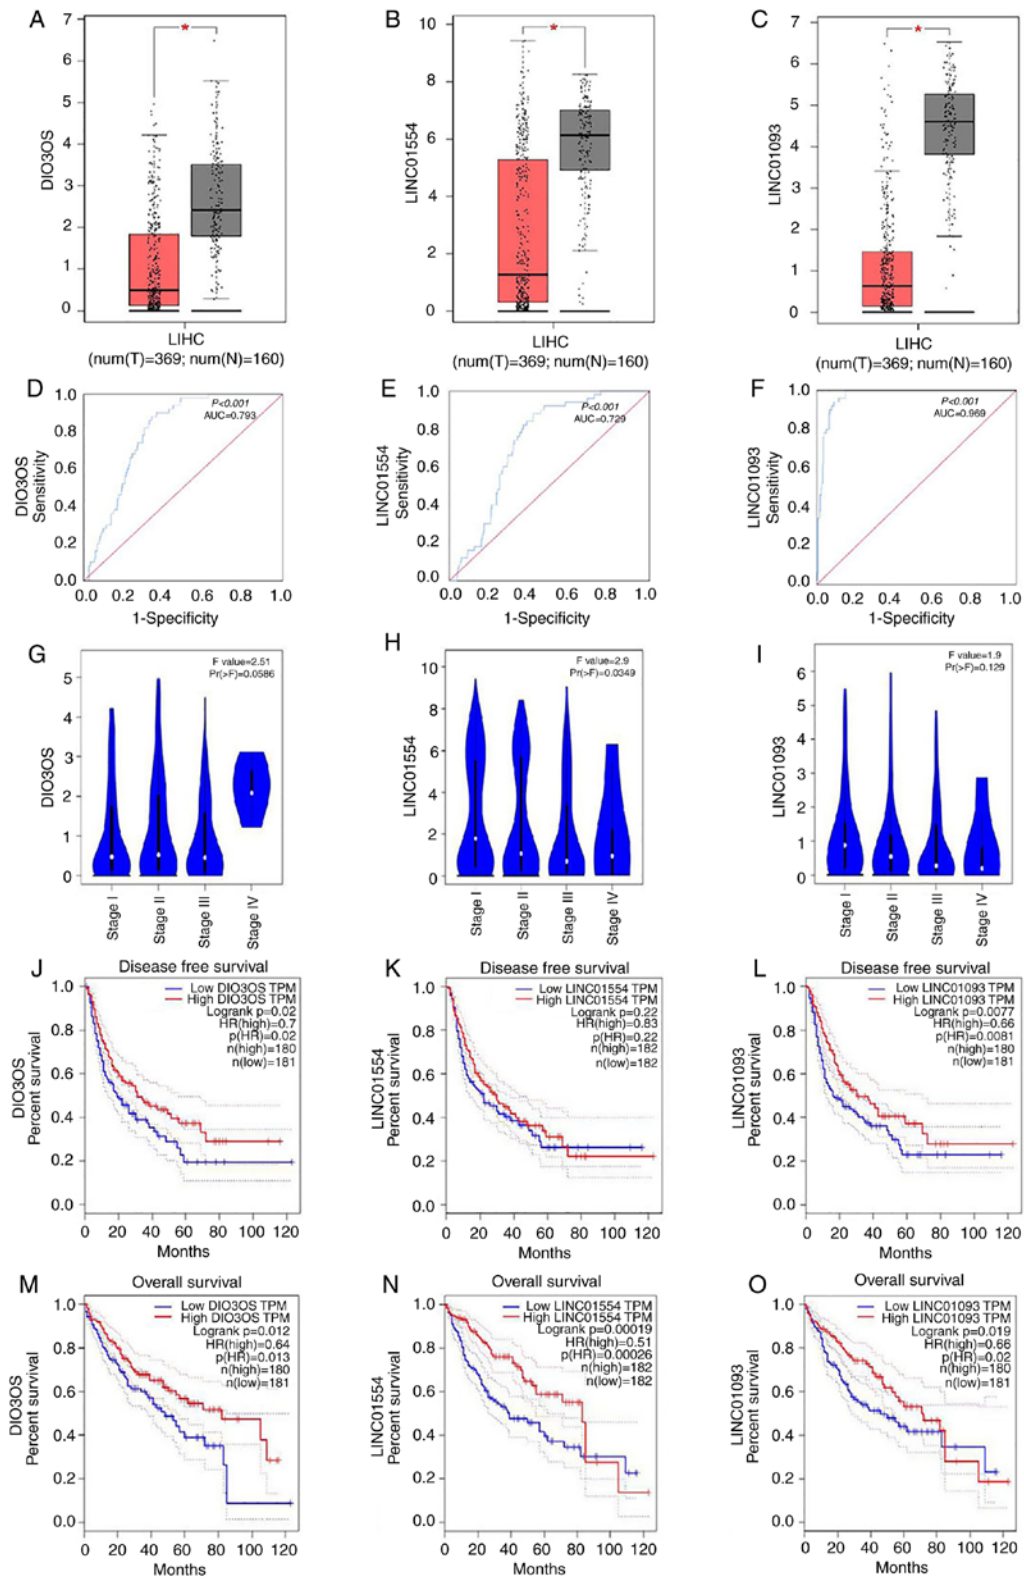 A
DIO3OS
7
6
5
4
3
2
1
0
*
LIHC
(num(T)=369; num(N)=160)
B
LINC01554
10
8
6
4
2
0
*
LIHC
(num(T)=369; num(N)=160)
C
LINC01093
7
6
5
4
3
2
1
0
*
LIHC
(num(T)=369; num(N)=160)
D
DIO3OS
Sensitivity
1.0
0.8
0.6
0.4
0.2
0.0
P<0.001
AUC=0.793
0.0 0.2 0.4 0.6 0.8 1.0
1-Specificity
E
LINC01554
Sensitivity
1.0
0.8
0.6
0.4
0.2
0.0
P<0.001
AUC=0.729
0.0 0.2 0.4 0.6 0.8 1.0
1-Specificity
F
LINC01093
Sensitivity
1.0
0.8
0.6
0.4
0.2
0.0
P<0.001
AUC=0.969
0.0 0.2 0.4 0.6 0.8 1.0
1-Specificity
G
DIO3OS
5
4
3
2
1
0
F value=2.51
Pr(>F)=0.0586
Stage I
Stage II
Stage III
Stage IV
H
LINC01554
10
8
6
4
2
0
F value=2.9
Pr(>F)=0.0349
Stage I
Stage II
Stage III
Stage IV
I
LINC01093
6
5
4
3
2
1
0
F value=1.9
Pr(>F)=0.129
Stage I
Stage II
Stage III
Stage IV
J
Disease free survival
DIO3OS
Percent survival
1.0
0.8
0.6
0.4
0.2
0.0
Low DIO3OS TPM
High DIO3OS TPM
Logrank p=0.02
HR(high)=0.7
p(HR)=0.02
n(high)=180
n(low)=181
0 20 40 60 80 100 120
Months
K
Disease free survival
LINC01554
Percent survival
1.0
0.8
0.6
0.4
0.2
0.0
Low LINC01554 TPM
High LINC01554 TPM
Logrank p=0.22
HR(high)=0.83
p(HR)=0.22
n(high)=182
n(low)=182
0 20 40 60 80 100 120
Months
L
Disease free survival
LINC01093
Percent survival
1.0
0.8
0.6
0.4
0.2
0.0
Low LINC01093 TPM
High LINC01093 TPM
Logrank p=0.0077
HR(high)=0.66
p(HR)=0.0081
n(high)=180
n(low)=181
0 20 40 60 80 100 120
Months
M
Overall survival
DIO3OS
Percent survival
1.0
0.8
0.6
0.4
0.2
0.0
Low DIO3OS TPM
High DIO3OS TPM
Logrank p=0.012
HR(high)=0.64
p(HR)=0.013
n(high)=180
n(low)=181
0 20 40 60 80 100 120
Months
N
Overall survival
LINC01554
Percent survival
1.0
0.8
0.6
0.4
0.2
0.0
Low LINC01554 TPM
High LINC01554 TPM
Logrank p=0.00019
HR(high)=0.51
p(HR)=0.00026
n(high)=182
n(low)=182
0 20 40 60 80 100 120
Months
O
Overall survival
LINC01093
Percent survival
1.0
0.8
0.6
0.4
0.2
0.0
Low LINC01093 TPM
High LINC01093 TPM
Logrank p=0.019
HR(high)=0.66
p(HR)=0.02
n(high)=180
n(low)=181
0 20 40 60 80 100 120
Months